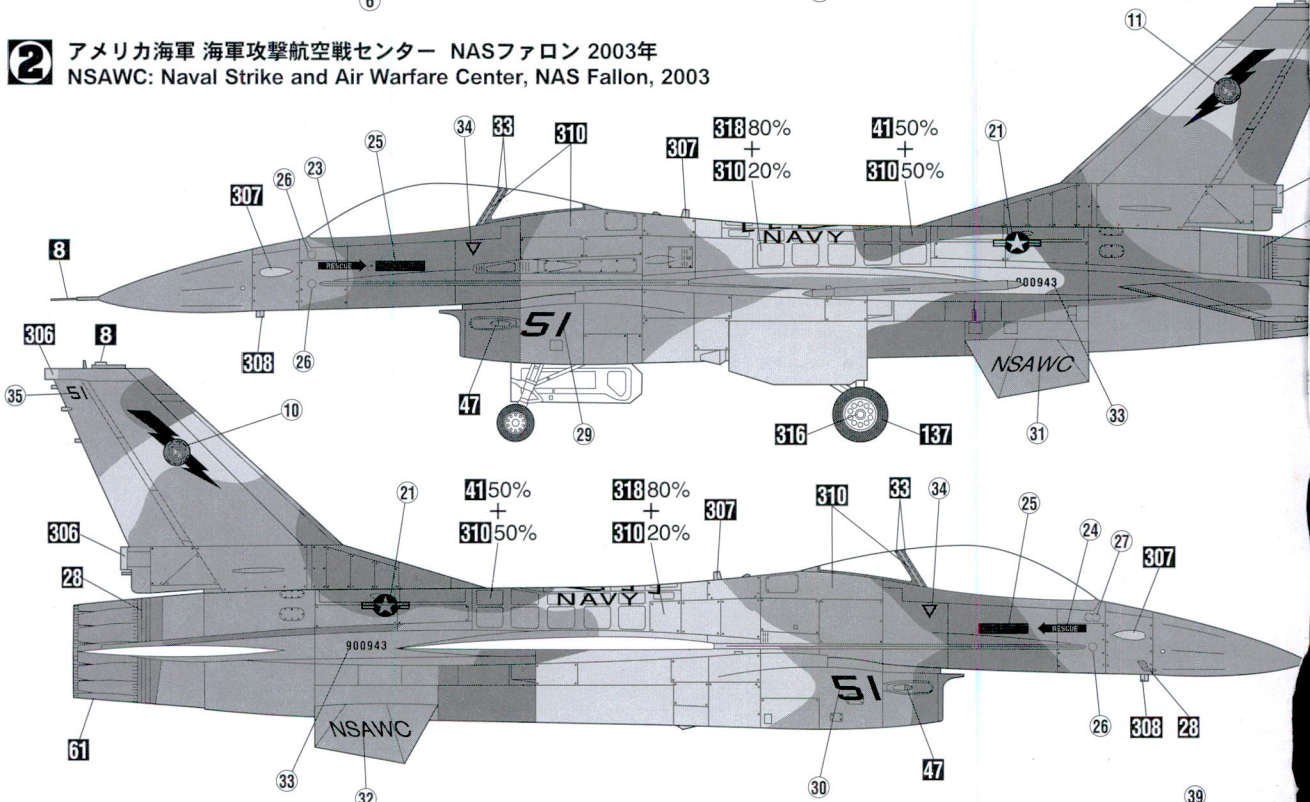 6
2 アメリカ海軍 海軍攻撃航空戦センター NASファロン 2003年
NSAWC: Naval Strike and Air Warfare Center, NAS Fallon, 2003
11
34 33 310 307 318 80% + 310 20% 41 50% + 310 50% 21
25
23
26
307
8
RESCUE
NAVY
000943
51
NSAWC
308 26 47 29 316 137 31 33
306 8
35 51
10
21 41 50% + 310 50% 318 80% + 310 20% 307 310 33 34 25 24 27 307
306
28
NAVY
RESCUE
900943
51
NSAWC
61 33 32 30 47 26 308 28
39